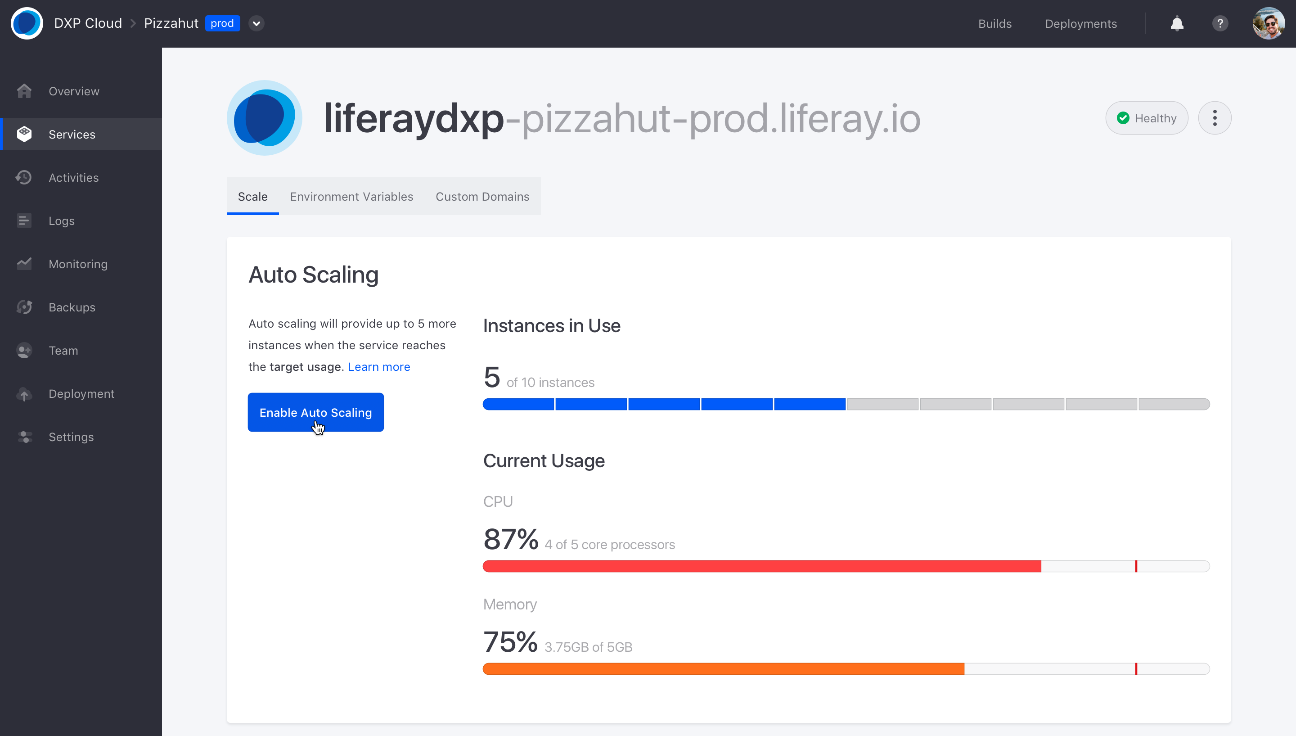 DXP Cloud > Pizzahut prod
Builds
Deployments
?
Overview
Services
Activities
Logs
Monitoring
Backups
Team
Deployment
Settings
liferaydxp-pizzahut-prod.liferay.io
Healthy
Scale
Environment Variables
Custom Domains
Auto Scaling
Auto scaling will provide up to 5 more
instances when the service reaches
the target usage. Learn more
Enable Auto Scaling
Instances in Use
5 of 10 instances
Current Usage
CPU
87% 4 of 5 core processors
Memory
75% 3.75GB of 5GB